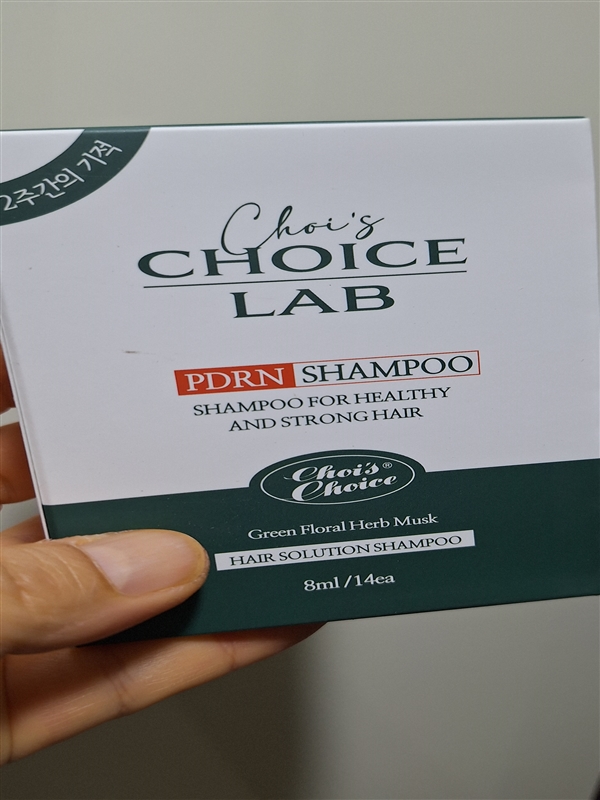 2주간의 기적
Choi's
CHOICE
LAB
PDRN SHAMPOO
SHAMPOO FOR HEALTHY
AND STRONG HAIR
Choi's®
Choice
Green Floral Herb Musk
HAIR SOLUTION SHAMPOO
8ml /14ea